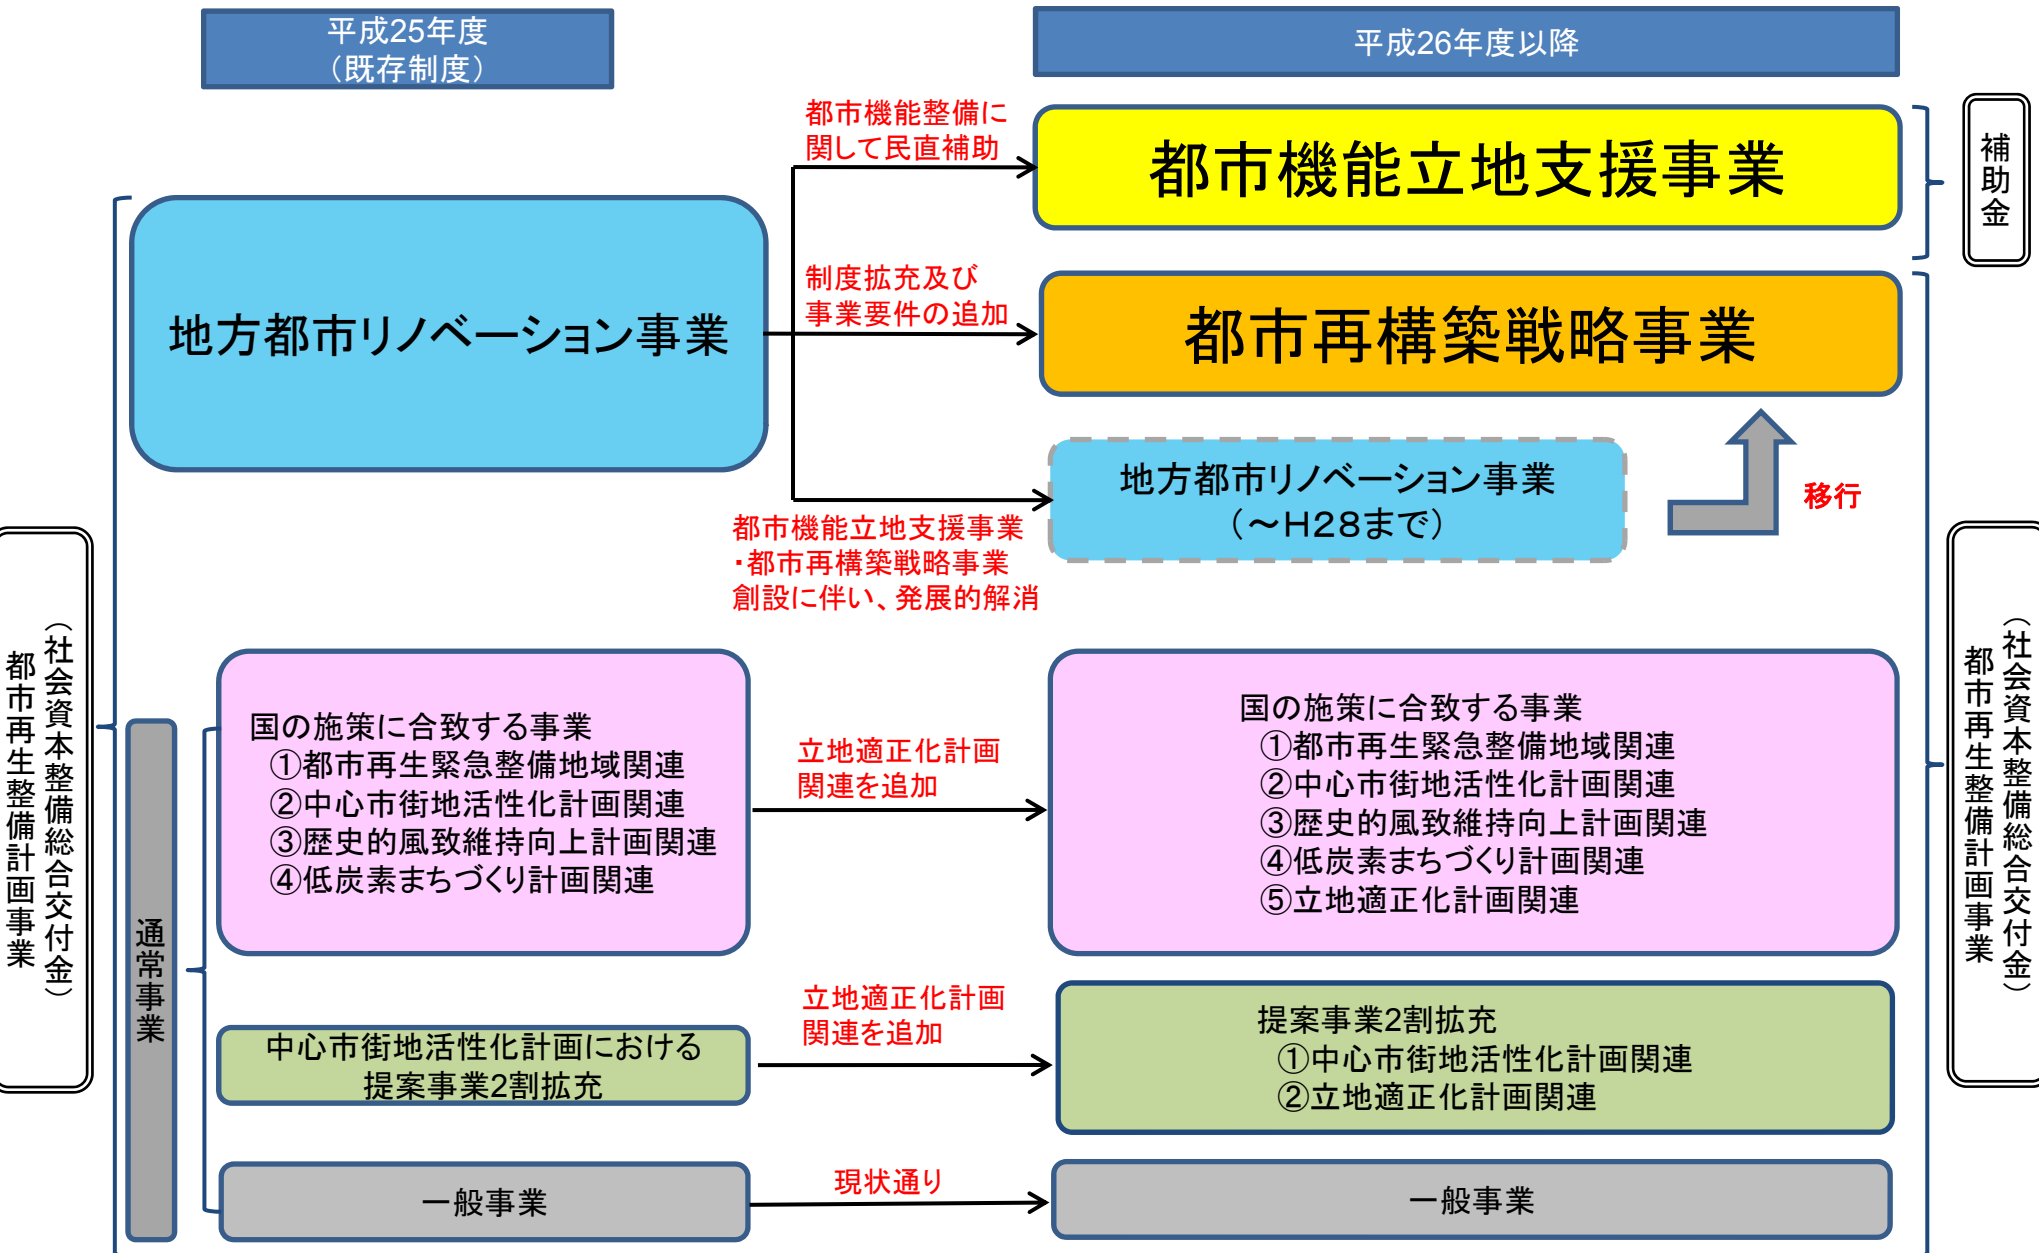 平成25年度
（既存制度）
平成26年度以降
都市機能整備に
関して民直補助
都市機能立地支援事業
補助金
地方都市リノベーション事業
制度拡充及び
事業要件の追加
都市再構築戦略事業
地方都市リノベーション事業
（～H28まで）
移行
都市機能立地支援事業
・都市再構築戦略事業
創設に伴い、発展的解消
（社会資本整備総合交付金）
都市再生整備計画事業
通常事業
国の施策に合致する事業
①都市再生緊急整備地域関連
②中心市街地活性化計画関連
③歴史的風致維持向上計画関連
④低炭素まちづくり計画関連
立地適正化計画
関連を追加
国の施策に合致する事業
①都市再生緊急整備地域関連
②中心市街地活性化計画関連
③歴史的風致維持向上計画関連
④低炭素まちづくり計画関連
⑤立地適正化計画関連
（社会資本整備総合交付金）
都市再生整備計画事業
中心市街地活性化計画における
提案事業2割拡充
立地適正化計画
関連を追加
提案事業2割拡充
①中心市街地活性化計画関連
②立地適正化計画関連
一般事業
現状通り
一般事業